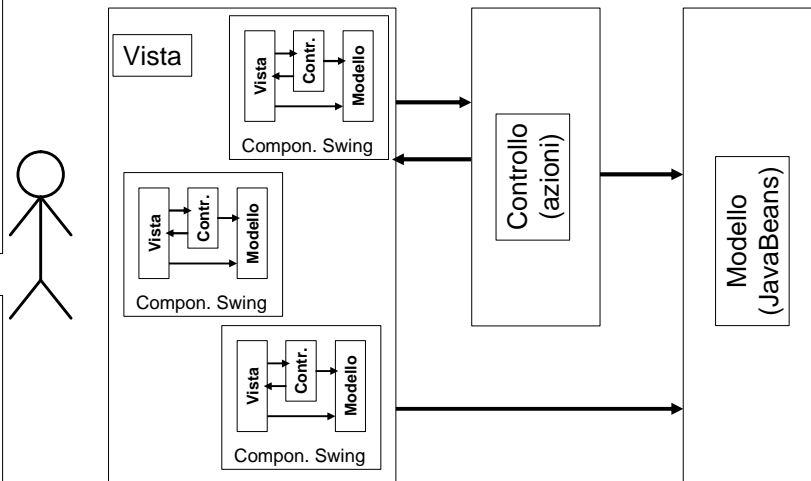 Vista
Vista
Contr.
Modello
Compon. Swing
Vista
Contr.
Modello
Compon. Swing
Vista
Contr.
Modello
Compon. Swing
Controllo
(azioni)
Modello
(JavaBeans)